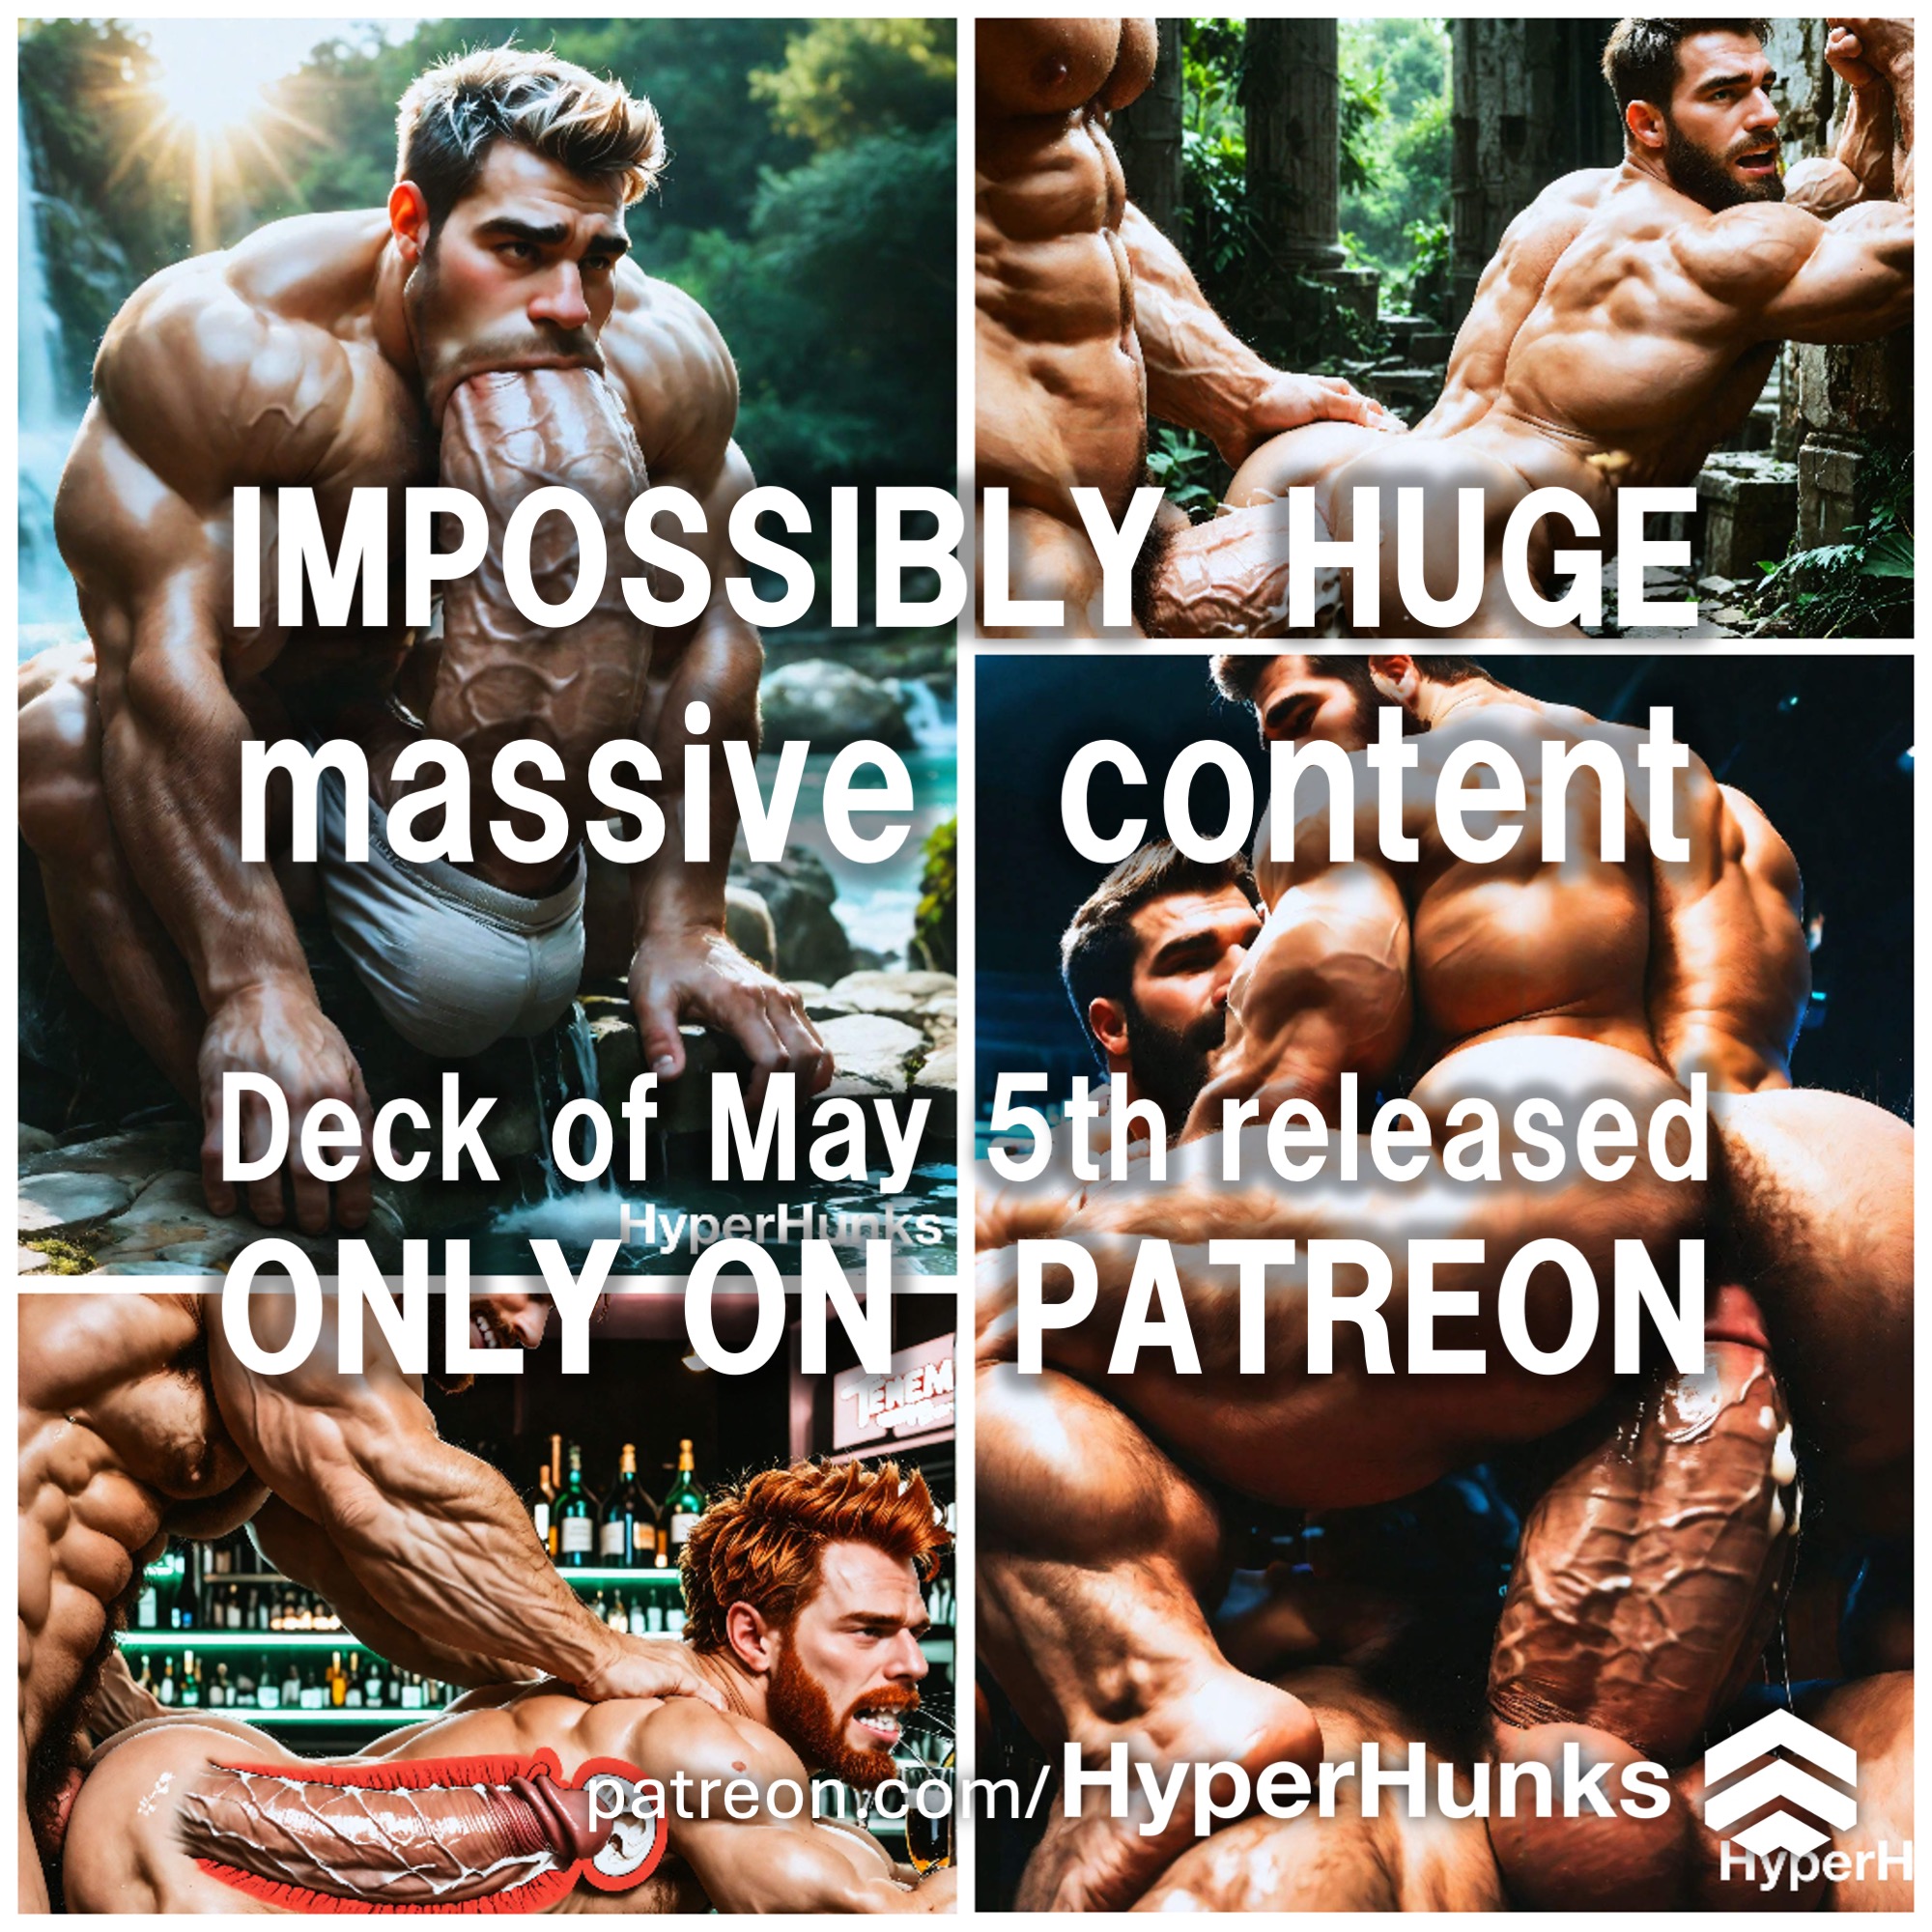 IMPOSSIBLY HUGE
massive content
Deck of May 5th released
HyperHunks
ONLY ON PATREON
patreon.com/HyperHunks
HyperH